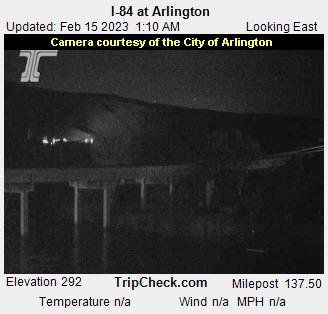 I-84 at Arlington
Updated: Feb 15 2023 1:10 AM Looking East
Camera courtesy of the City of Arlington
Elevation 292 TripCheck.com Milepost 137.50
Temperature n/a Wind n/a MPH n/a